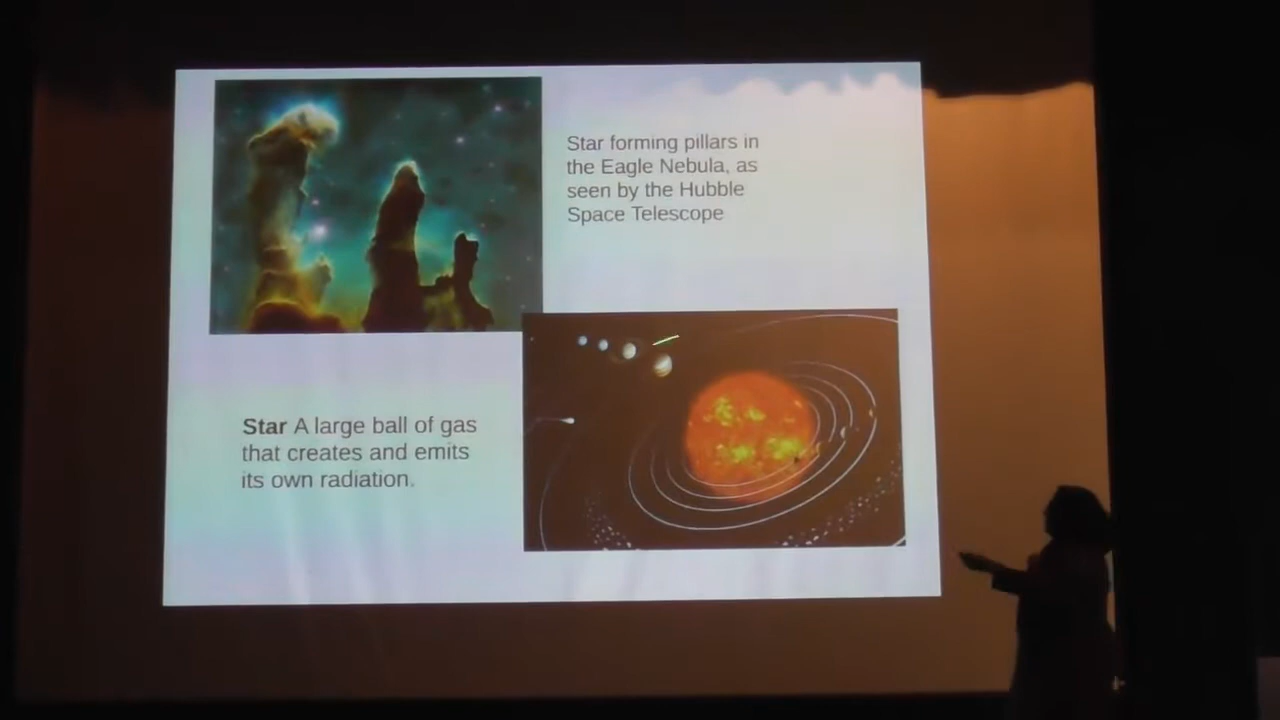 Star forming pillars in
the Eagle Nebula, as
seen by the Hubble
Space Telescope
Star A large ball of gas
that creates and emits
its own radiation.